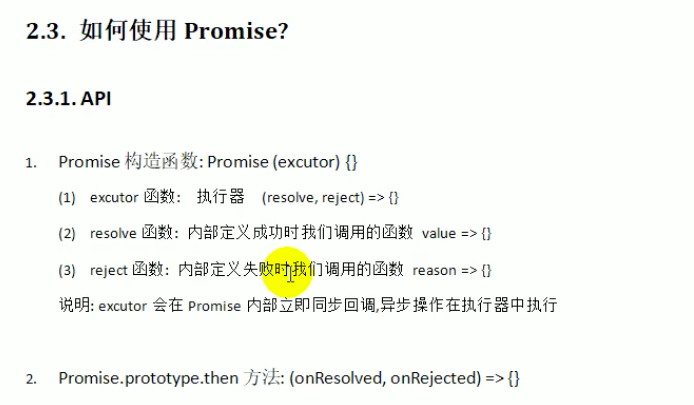 2.3. 如何使用 Promise?
2.3.1. API
1. Promise 构造函数: Promise (excutor) {}
(1) excutor 函数: 执行器 (resolve, reject) => {}
(2) resolve 函数: 内部定义成功时我们调用的函数 value => {}
(3) reject 函数: 内部定义失败时我们调用的函数 reason => {}
说明: excutor 会在 Promise 内部立即同步回调,异步操作在执行器中执行
2. Promise.prototype.then 方法: (onResolved, onRejected) => {}